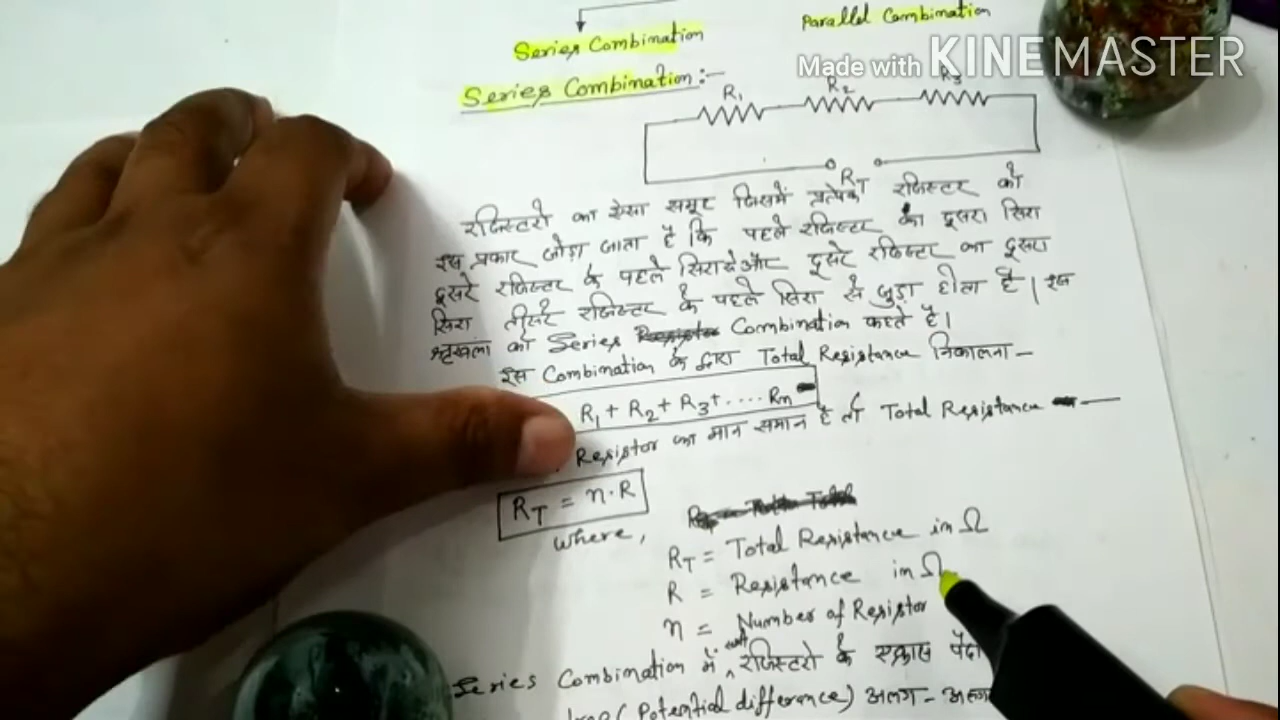 Parallel Combination
Series Combination
Made with KINEMASTER
Series Combination:-
R1 R2 R3
RT
रजिस्टरो का ऐसा समूह जिसमें प्रत्येक रजिस्टर को
इस प्रकार जोड़ा जाता है कि पहले रजिस्टर का दूसरा सिरा
दूसरे रजिस्टर के पहले सिरा से और दूसरे रजिस्टर का दूसरा
सिरा तीसरे रजिस्टर के पहले सिरा से जुड़ा होता है। इस
श्रृखंला को Series Combination कहते है।
इस Combination के द्वारा Total Resistance निकालना-
R1 + R2 + R3 + .... Rn
Resistor का मान समान है तो Total Resistance
RT = n.R
where,
RT = Total Resistance in Ω
R = Resistance in Ω
n = Number of Resistor
Series Combination में रजिस्टरो के
(Potential difference) अलग-